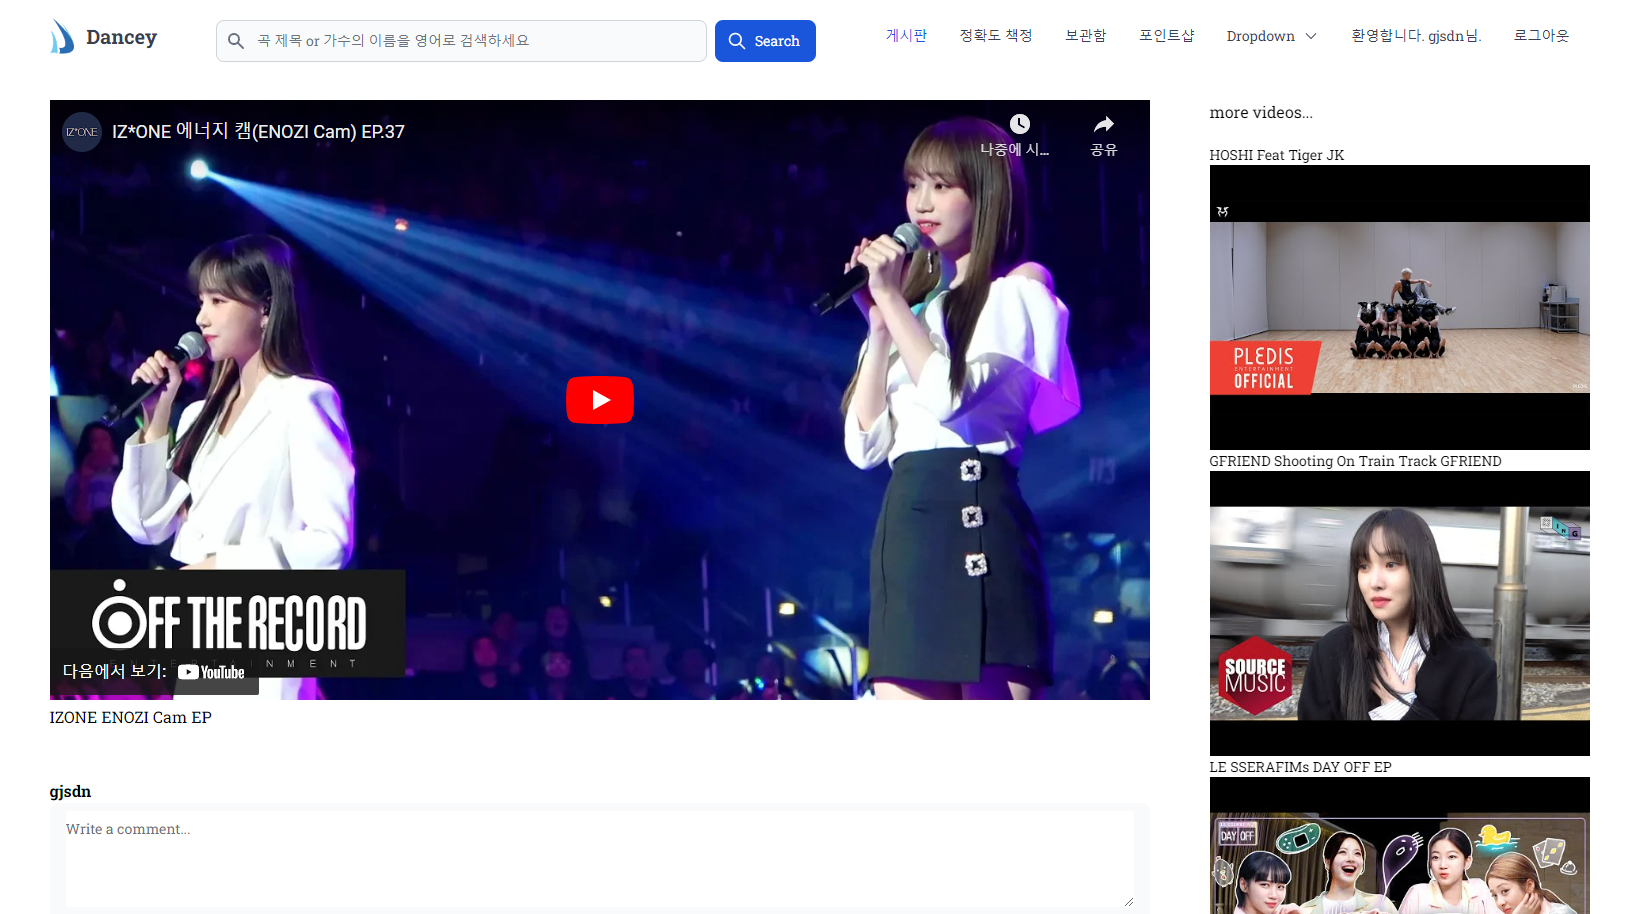 Dancey
곡 제목 or 가수의 이름을 영어로 검색하세요
Search
게시판
정확도 책정
보관함
포인트샵
Dropdown
환영합니다. gjsdn님.
로그아웃
IZ*ONE
IZ*ONE 에너지 캠(ENOZI Cam) EP.37
나중에 시...
공유
OFF THE RECORD
다음에서 보기: YouTube
IZONE ENOZI Cam EP
gjsdn
Write a comment...
more videos...
HOSHI Feat Tiger JK
PLEDIS
ENTERTAINMENT
OFFICIAL
GFRIEND Shooting On Train Track GFRIEND
SOURCE
MUSIC
LE SSERAFIMs DAY OFF EP
DAY OFF